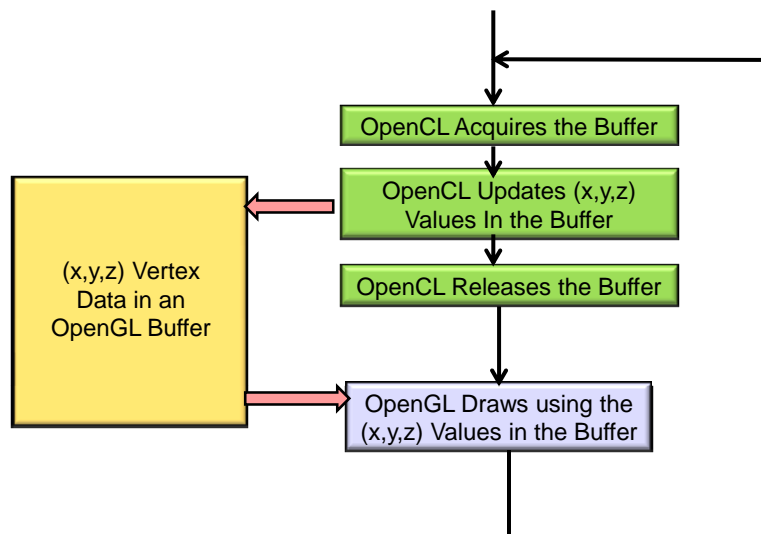 OpenCL Acquires the Buffer
OpenCL Updates (x,y,z)
Values In the Buffer
(x,y,z) Vertex
Data in an
OpenGL Buffer
OpenCL Releases the Buffer
OpenGL Draws using the
(x,y,z) Values in the Buffer